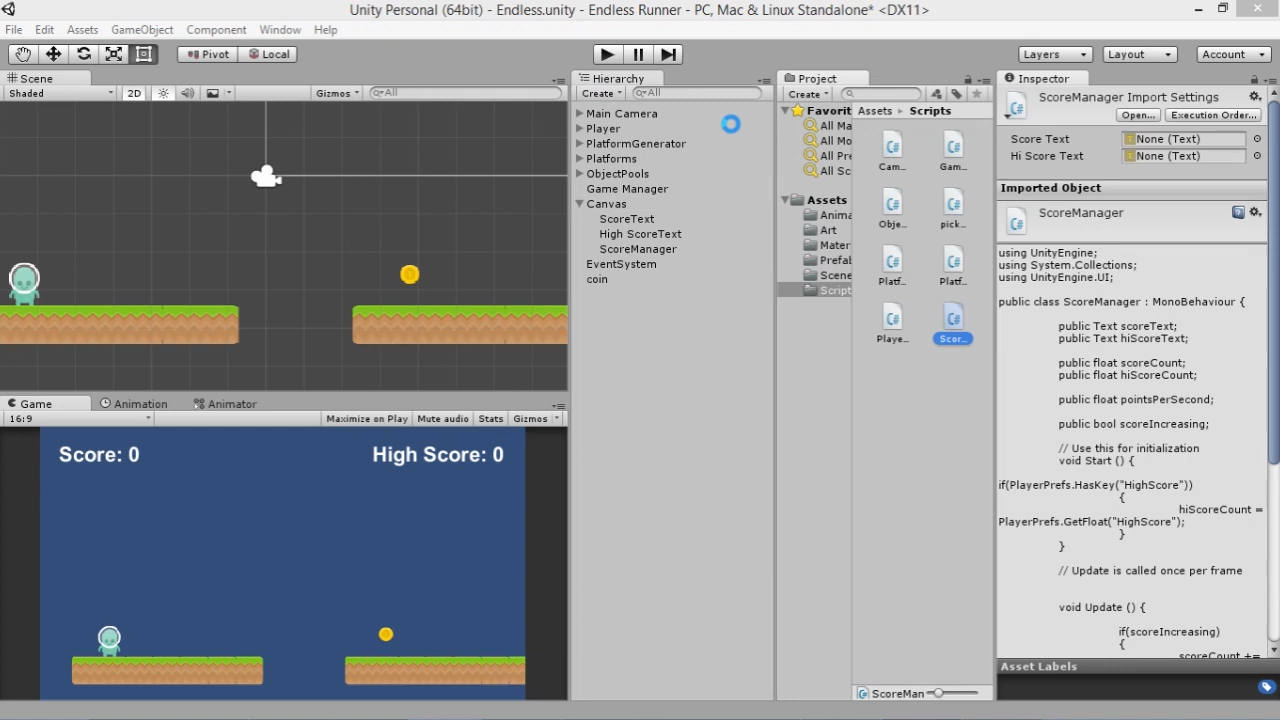 Unity Personal (64bit) - Endless.unity - Endless Runner - PC, Mac & Linux Standalone* <DX11>
File Edit Assets GameObject Component Window Help
Pivot Local Layers Layout Account
Scene
Shaded 2D Gizmos All
Hierarchy
Create All
Main Camera
Player
PlatformGenerator
Platforms
ObjectPools
Game Manager
Canvas
ScoreText
High ScoreText
ScoreManager
EventSystem
coin
Project
Create
Favorit
All Ma
All Mo
All Pre
All Sc
Assets
Anima
Art
Mater
Prefab
Scene
Script
Assets Scripts
Cam... Gam...
Obje... pick...
Platf... Platf...
Playe... Scor...
ScoreMan
Inspector
ScoreManager Import Settings
Open... Execution Order...
Score Text None (Text)
Hi Score Text None (Text)
Imported Object
ScoreManager
using UnityEngine;
using System.Collections;
using UnityEngine.UI;
public class ScoreManager : MonoBehaviour {
public Text scoreText;
public Text hiScoreText;
public float scoreCount;
public float hiScoreCount;
public float pointsPerSecond;
public bool scoreIncreasing;
// Use this for initialization
void Start () {
if(PlayerPrefs.HasKey("HighScore"))
{
hiScoreCount =
PlayerPrefs.GetFloat("HighScore");
}
}
// Update is called once per frame
void Update () {
if(scoreIncreasing)
{
scoreCount +=
Asset Labels
Game Animation Animator
16:9 Maximize on Play Mute audio Stats Gizmos
Score: 0 High Score: 0